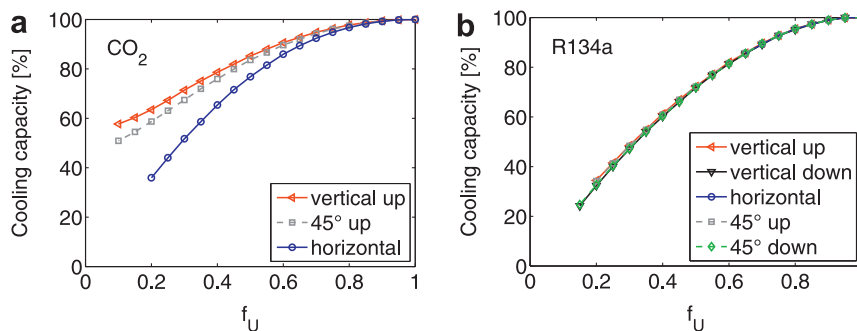 a
CO2
Cooling capacity [%]
100
80
60
40
20
0
0
0.2
0.4
0.6
0.8
1
f_U
vertical up
45° up
horizontal
b
R134a
Cooling capacity [%]
100
80
60
40
20
0
0
0.2
0.4
0.6
0.8
f_U
vertical up
vertical down
horizontal
45° up
45° down